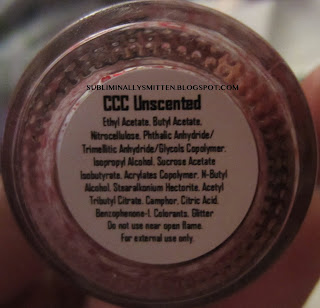 SUBLIMINALLYSMITTEN.BLOGSPOT.COM
CCC Unscented
Ethyl Acetate, Butyl Acetate,
Nitrocellulose, Phthalic Anhydride/
Trimellitic Anhydride/Glycols Copolymer,
Isopropyl Alcohol, Sucrose Acetate
Isobutyrate, Acrylates Copolymer, N-Butyl
Alcohol, Stearalkonium Hectorite, Acetyl
Tributyl Citrate, Camphor, Citric Acid,
Benzophenone-1, Colorants, Glitter
Do not use near open flame.
For external use only.